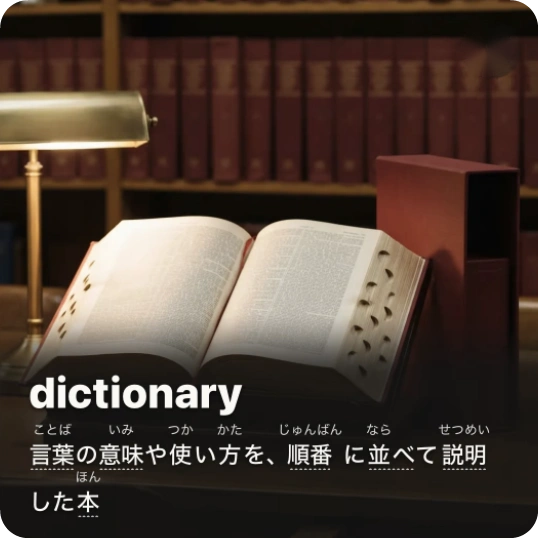 dictionary
ことば いみ つか かた じゅんばん なら せつめい
言葉の意味や使い方を、順番に並べて説明
ほん
した本